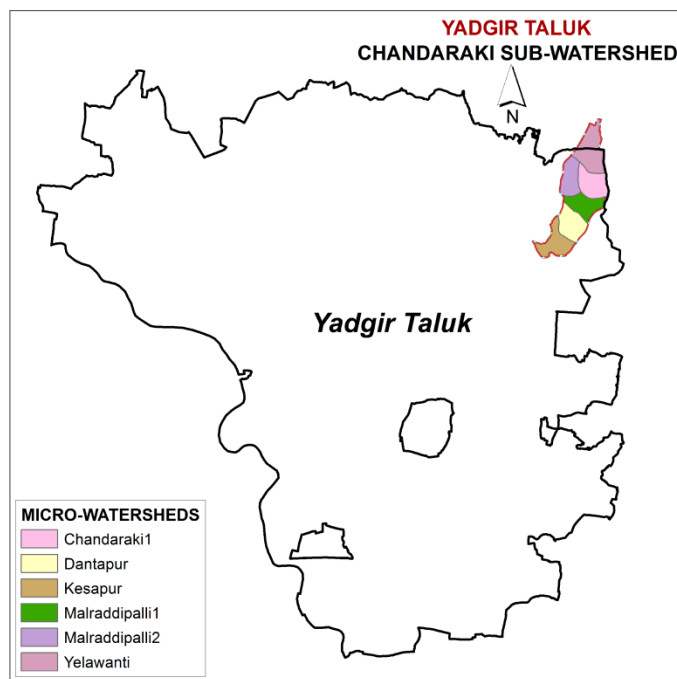 YADGIR TALUK
CHANDARAKI SUB-WATERSHED
N
Yadgir Taluk
MICRO-WATERSHEDS
Chandaraki1
Dantapur
Kesapur
Malraddipalli1
Malraddipalli2
Yelawanti